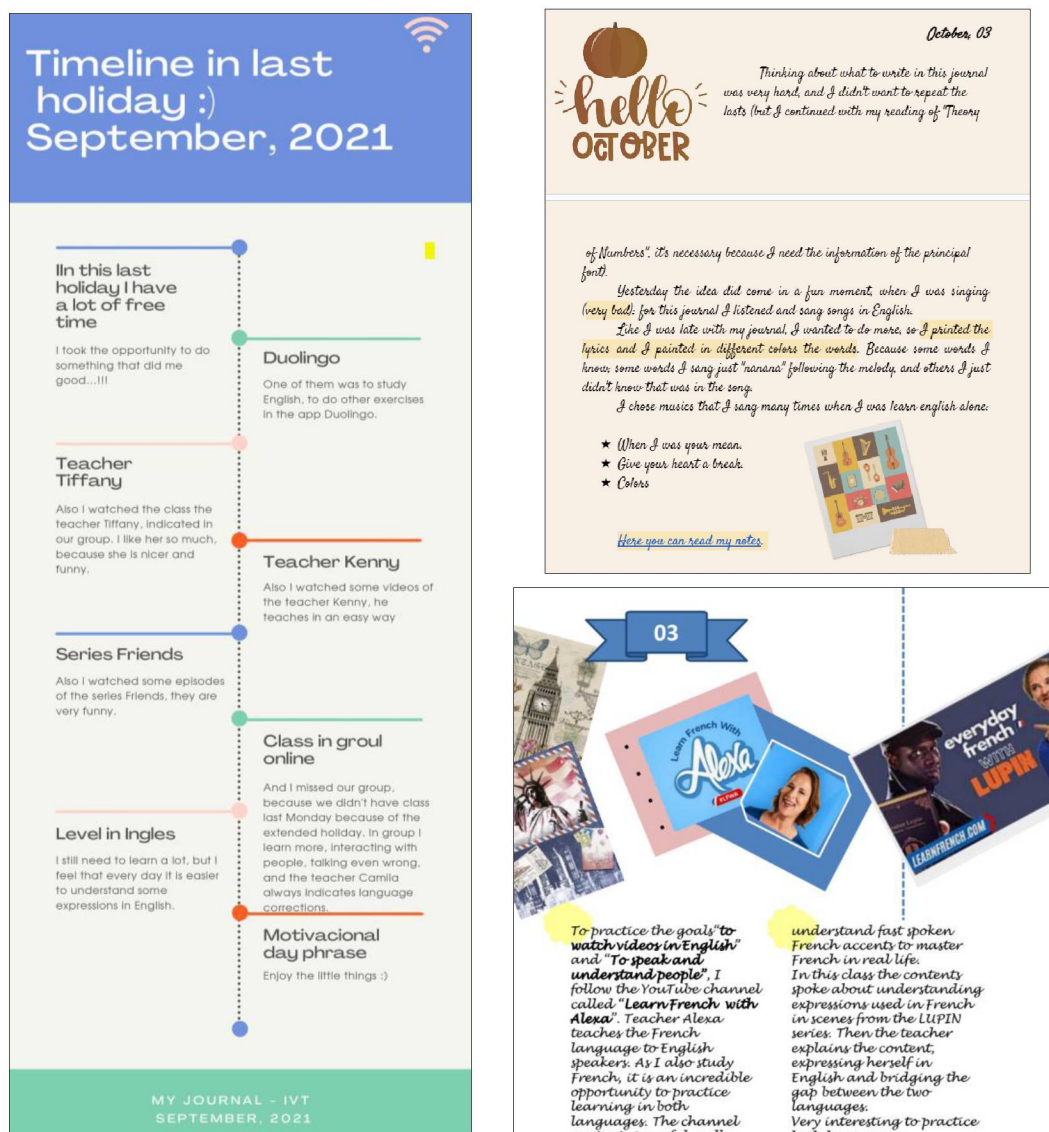 Timeline in last
holiday :)
September, 2021
IIn this last
holiday I have
a lot of free
time
I took the opportunity to do
something that did me
good...!!!
Duolingo
One of them was to study
English, to do other exercises
in the app Duolingo.
Teacher
Tiffany
Also I watched the class the
teacher Tiffany, indicated in
our group. I like her so much,
because she is nicer and
funny.
Teacher Kenny
Also I watched some videos of
the teacher Kenny, he
teaches in an easy way
Series Friends
Also I watched some episodes
of the series Friends, they are
very funny.
Class in groul
online
And I missed our group,
because we didn't have class
last Monday because of the
extended holiday. In group I
learn more, interacting with
people, talking even wrong,
and the teacher Camila
always indicates language
corrections.
Level in Ingles
I still need to learn a lot, but I
feel that every day it is easier
to understand some
expressions in English.
Motivacional
day phrase
Enjoy the little things :)
MY JOURNAL - IVT
SEPTEMBER, 2021
hello
OCTOBER
October, 03
Thinking about what to write in this journal
was very hard, and I didn't want to repeat the
lasts (but I continued with my reading of "Theory
of Numbers", it's necessary because I need the information of the principal
font).
Yesterday the idea did come in a fun moment, when I was singing
(very bad): for this journal I listened and sang songs in English.
Like I was late with my journal, I wanted to do more, so I printed the
lyrics and I painted in different colors the words. Because some words I
know, some words I sang just "nanana" following the melody, and others I just
didn't know that was in the song.
I chose musics that I sang many times when I was learn english alone:
★ When I was your mean.
★ Give your heart a break.
★ Colors
Here you can read my notes.
03
Learn French With
Alexa
everyday
french
WITH
LUPIN
LEARNFRENCH.COM
To practice the goals "to
watch videos in English"
and "To speak and
understand people", I
follow the YouTube channel
called "Learn French with
Alexa". Teacher Alexa
teaches the French
language to English
speakers. As I also study
French, it is an incredible
opportunity to practice
learning in both
languages. The channel
understand fast spoken
French accents to master
French in real life.
In this class the contents
spoke about understanding
expressions used in French
in scenes from the LUPIN
series. Then the teacher
explains the content,
expressing herself in
English and bridging the
gap between the two
languages.
Very interesting to practice